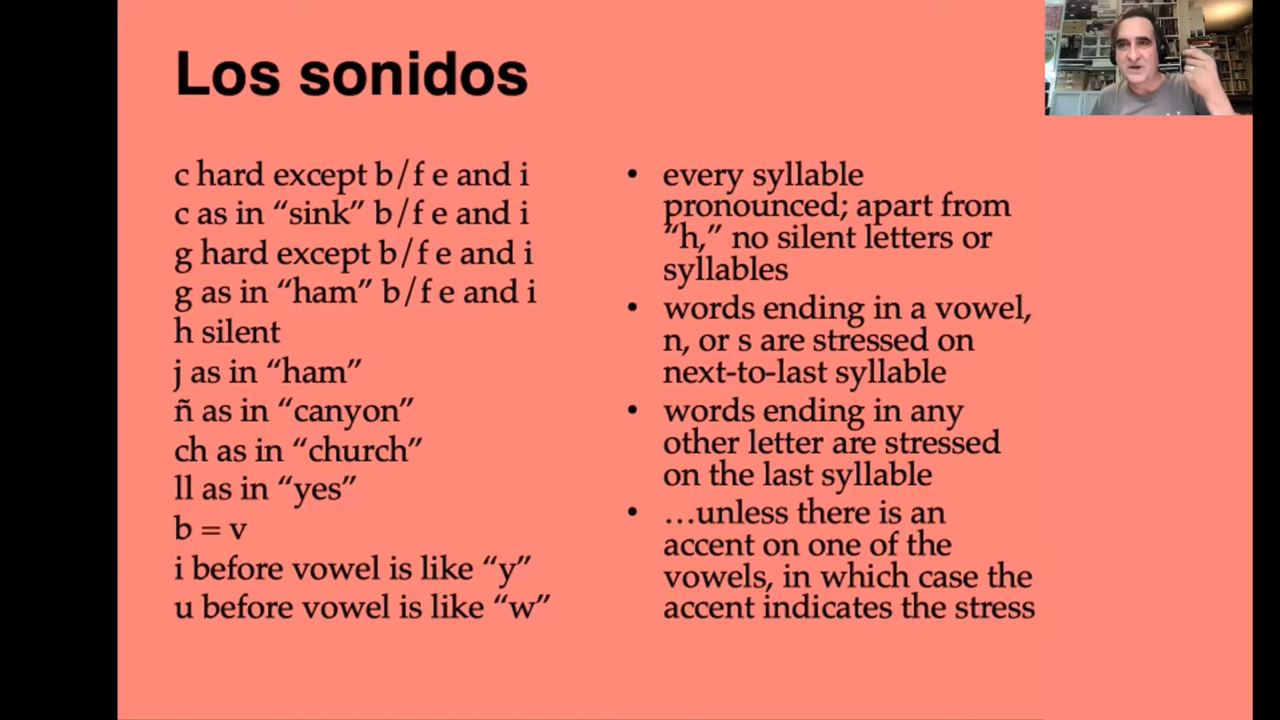 Los sonidos
c hard except b/f e and i
c as in “sink” b/f e and i
g hard except b/f e and i
g as in “ham” b/f e and i
h silent
j as in “ham”
ñ as in “canyon”
ch as in “church”
ll as in “yes”
b = v
i before vowel is like “y”
u before vowel is like “w”
• every syllable
pronounced; apart from
“h,” no silent letters or
syllables
• words ending in a vowel,
n, or s are stressed on
next-to-last syllable
• words ending in any
other letter are stressed
on the last syllable
• …unless there is an
accent on one of the
vowels, in which case the
accent indicates the stress